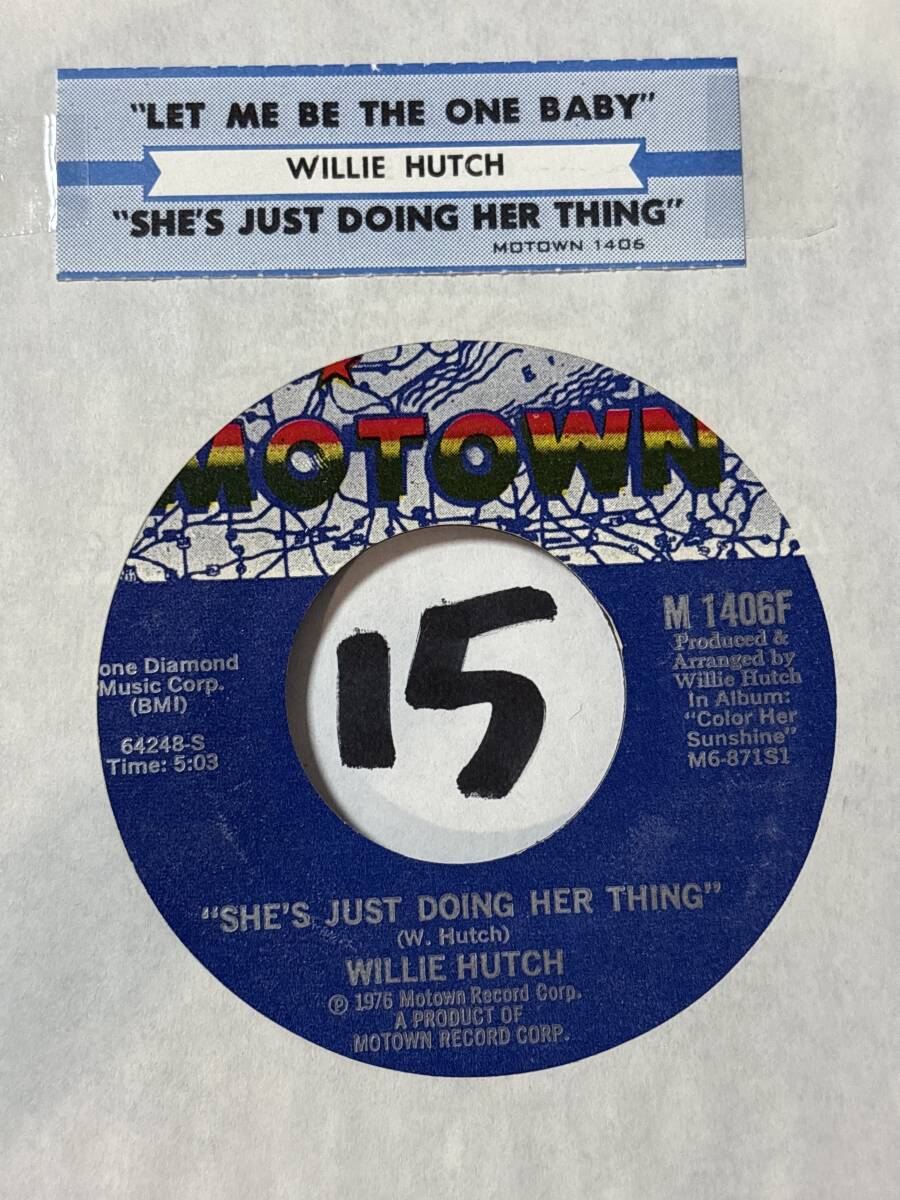 "LET ME BE THE ONE BABY"
WILLIE HUTCH
"SHE'S JUST DOING HER THING"
MOTOWN 1406
MOTOWN
one Diamond
Music Corp.
(BMI)
64248-S
Time: 5:03
15
M 1406F
Produced &
Arranged by
Willie Hutch
In Album:
"Color Her
Sunshine"
M6-871S1
"SHE'S JUST DOING HER THING"
(W. Hutch)
WILLIE HUTCH
℗ 1976 Motown Record Corp.
A PRODUCT OF
MOTOWN RECORD CORP.